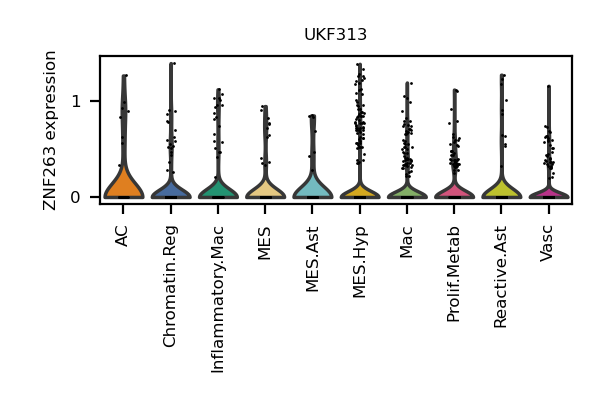 UKF313
ZNF263 expression
1
0
AC
Chromatin.Reg
Inflammatory.Mac
MES
MES.Ast
MES.Hyp
Mac
Prolif.Metab
Reactive.Ast
Vasc